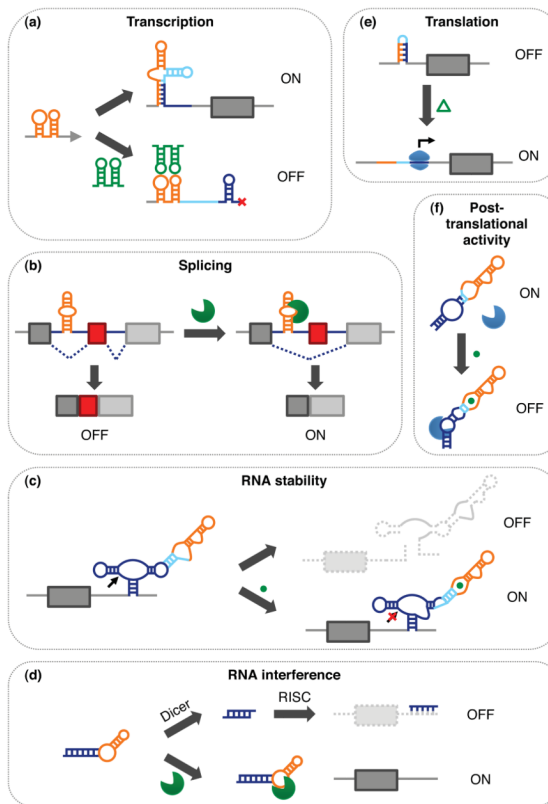 (a) Transcription
ON
OFF
(e) Translation
OFF
ON
(f) Post-
translational
activity
ON
OFF
(b) Splicing
OFF ON
(c) RNA stability
OFF
ON
(d) RNA interference
Dicer RISC
OFF
ON